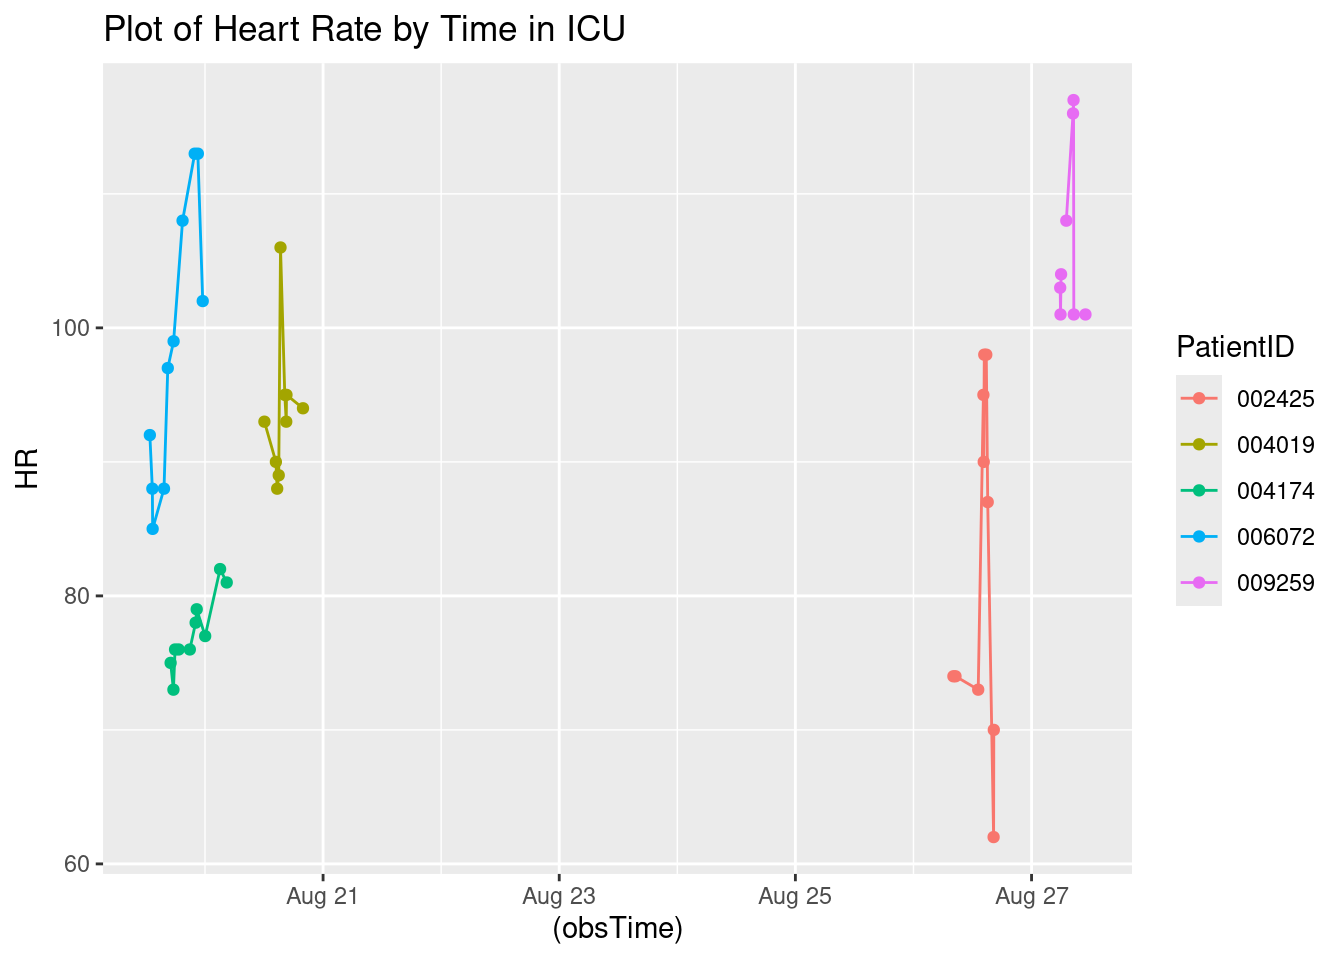 Plot of Heart Rate by Time in ICU
HR
100
80
60
Aug 21 Aug 23 Aug 25 Aug 27
(obsTime)
PatientID
002425
004019
004174
006072
009259